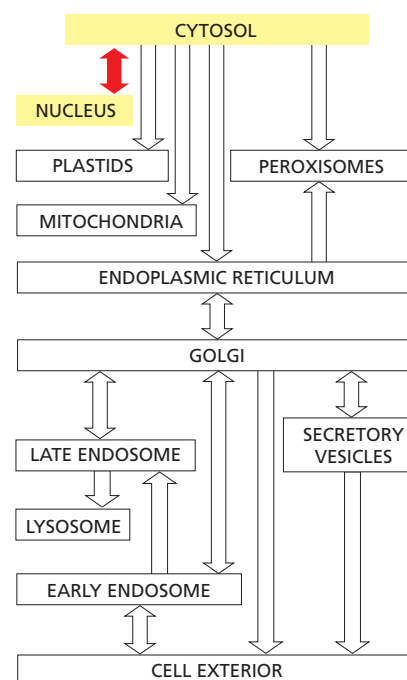 CYTOSOL
NUCLEUS
PLASTIDS
PEROXISOMES
MITOCHONDRIA
ENDOPLASMIC RETICULUM
GOLGI
LATE ENDOSOME
SECRETORY
VESICLES
LYSOSOME
EARLY ENDOSOME
CELL EXTERIOR